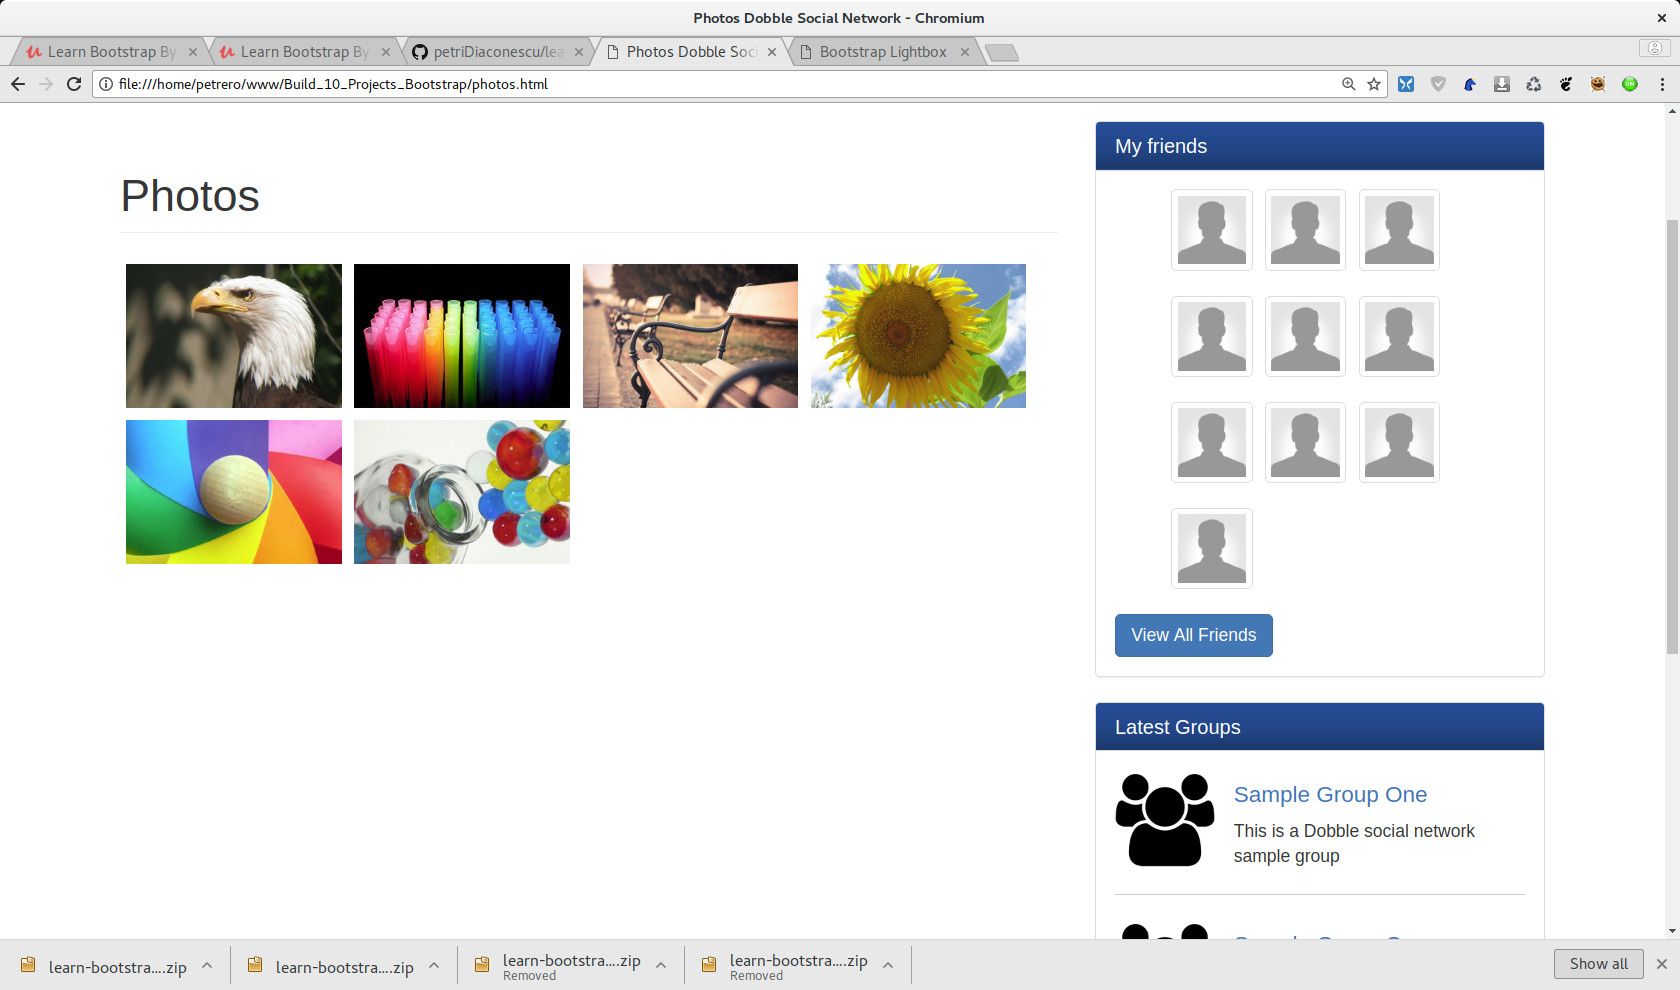 Photos Dobble Social Network - Chromium
Learn Bootstrap By
Learn Bootstrap By
petriDiaconescu/lea
Photos Dobble Soc
Bootstrap Lightbox
file:///home/petrero/www/Build_10_Projects_Bootstrap/photos.html
Photos
My friends
View All Friends
Latest Groups
Sample Group One
This is a Dobble social network
sample group
learn-bootstra....zip
learn-bootstra....zip
learn-bootstra....zip
Removed
learn-bootstra....zip
Removed
Show all